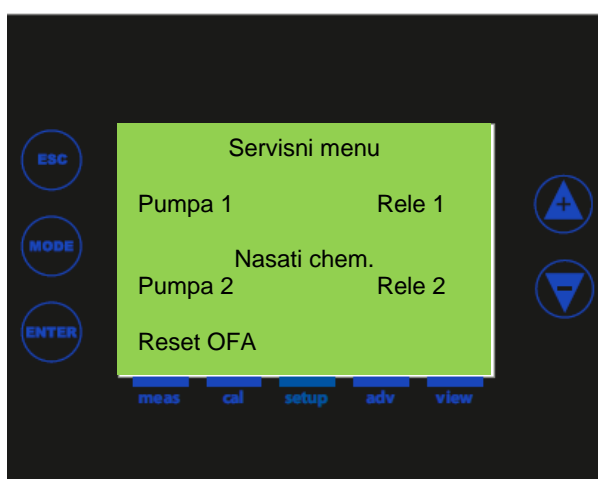 Servisni menu
ESC
Pumpa 1 Rele 1
MODE
Nasati chem.
Pumpa 2 Rele 2
ENTER
Reset OFA
meas cal setup adv view